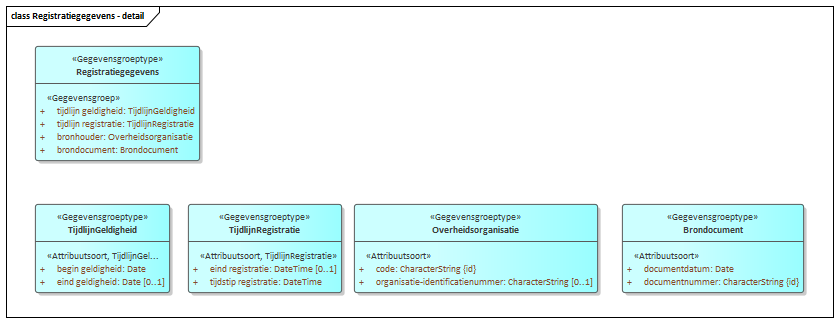 class Registratiegegevens - detail
«Gegevensgroeptype»
Registratiegegevens
«Gegevensgroep»
+ tijdlijn geldigheid: TijdlijnGeldigheid
+ tijdlijn registratie: TijdlijnRegistratie
+ bronhouder: Overheidsorganisatie
+ brondocument: Brondocument
«Gegevensgroeptype»
TijdlijnGeldigheid
«Attribuutsoort, TijdlijnGel...
+ begin geldigheid: Date
+ eind geldigheid: Date [0..1]
«Gegevensgroeptype»
TijdlijnRegistratie
«Attribuutsoort, TijdlijnRegistratie»
+ eind registratie: DateTime [0..1]
+ tijdstip registratie: DateTime
«Gegevensgroeptype»
Overheidsorganisatie
«Attribuutsoort»
+ code: CharacterString {id}
+ organisatie-identificatienummer: CharacterString [0..1]
«Gegevensgroeptype»
Brondocument
«Attribuutsoort»
+ documentdatum: Date
+ documentnummer: CharacterString {id}